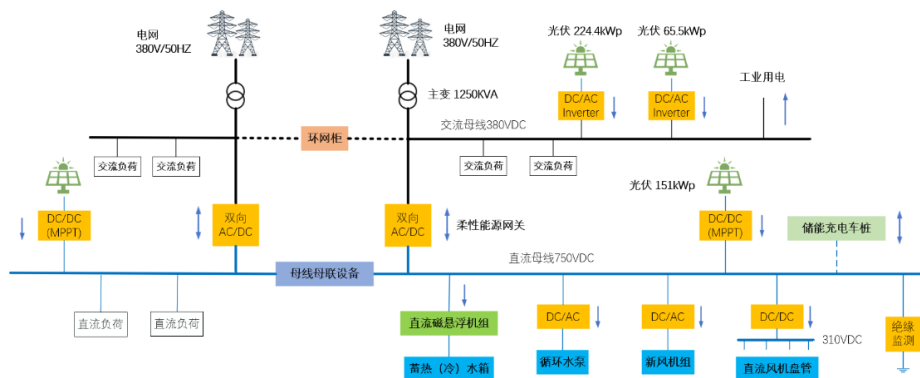 电网
380V/50HZ
电网
380V/50HZ
光伏 224.4kWp
光伏 65.5kWp
主变 1250KVA
DC/AC
Inverter
DC/AC
Inverter
工业用电
交流母线380VDC
环网柜
交流负荷
交流负荷
交流负荷
交流负荷
光伏 151kWp
DC/DC
(MPPT)
双向
AC/DC
双向
AC/DC
柔性能源网关
DC/DC
(MPPT)
储能充电车桩
直流母线750VDC
母线母联设备
直流负荷
直流负荷
直流磁悬浮机组
DC/AC
DC/AC
DC/DC
绝缘
监测
310VDC
蓄热（冷）水箱
循环水泵
新风机组
直流风机盘管